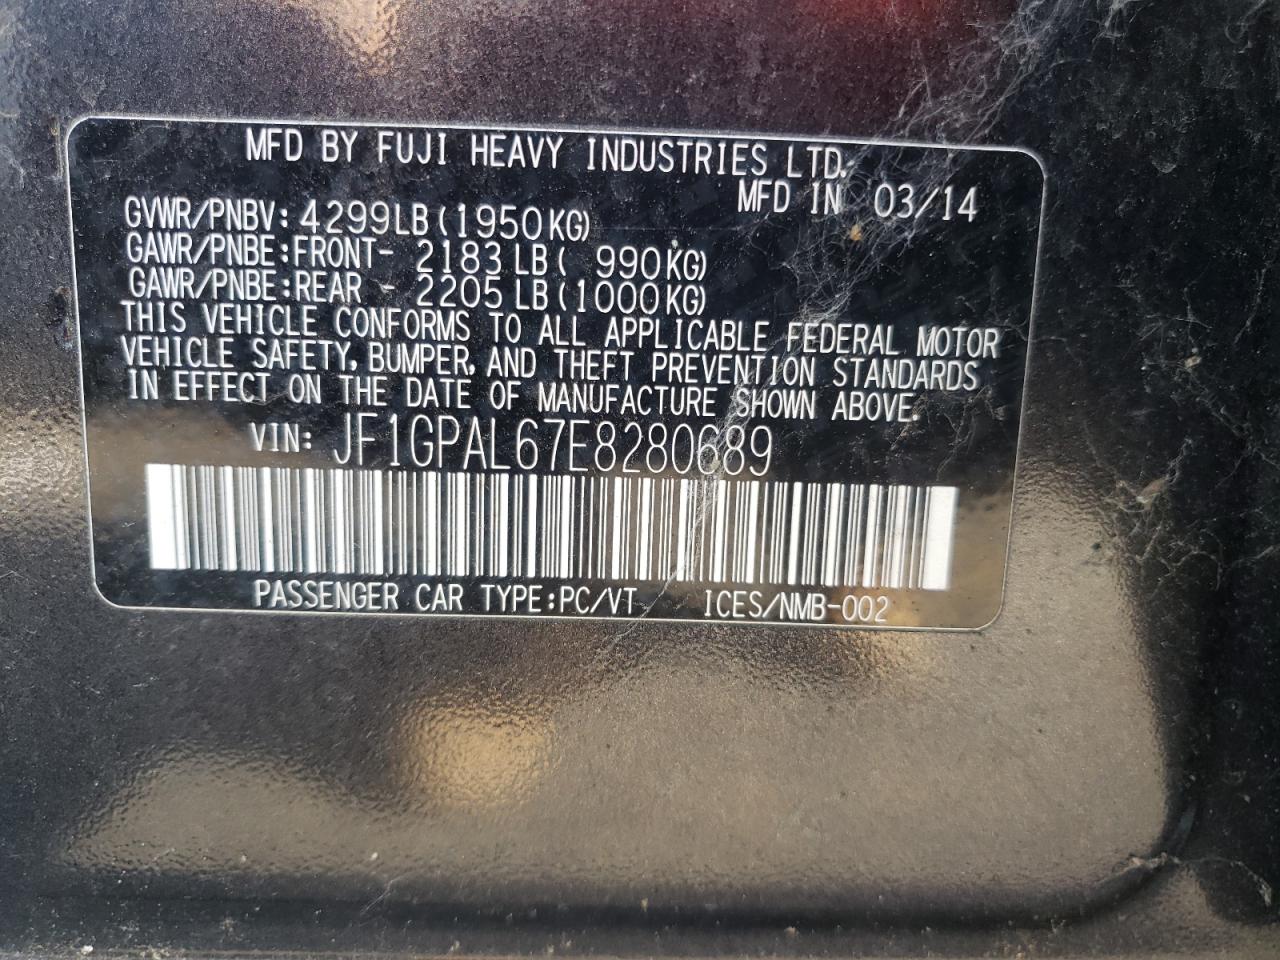 MFD BY FUJI HEAVY INDUSTRIES LTD.
MFD IN 03/14
GVWR/PNBV: 4299LB(1950KG)
GAWR/PNBE:FRONT- 2183LB( 990KG)
GAWR/PNBE:REAR - 2205LB(1000KG)
THIS VEHICLE CONFORMS TO ALL APPLICABLE FEDERAL MOTOR
VEHICLE SAFETY, BUMPER, AND THEFT PREVENTION STANDARDS
IN EFFECT ON THE DATE OF MANUFACTURE SHOWN ABOVE.
VIN: JF1GPAL67E8280689
PASSENGER CAR TYPE:PC/VT ICES/NMB-002